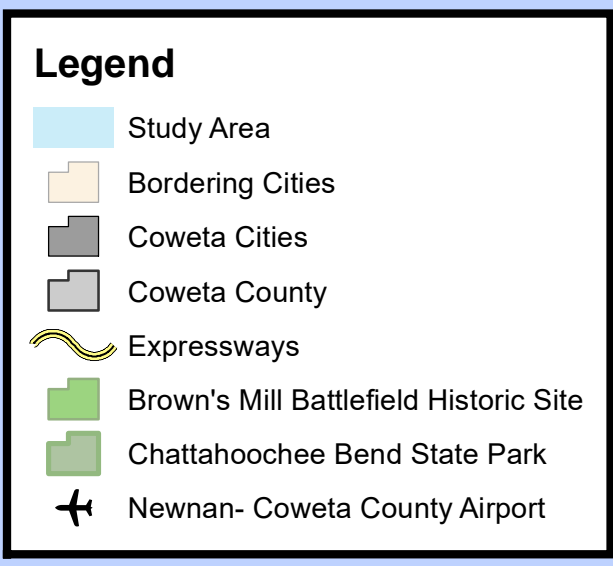 Legend
Study Area
Bordering Cities
Coweta Cities
Coweta County
Expressways
Brown's Mill Battlefield Historic Site
Chattahoochee Bend State Park
Newnan- Coweta County Airport